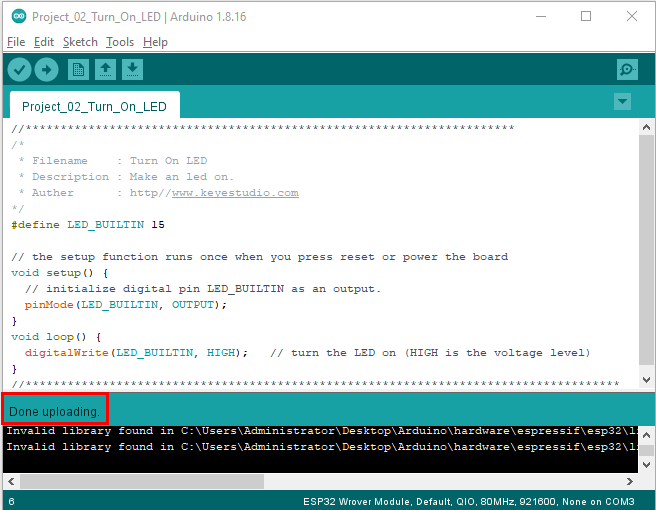 Project_02_Turn_On_LED | Arduino 1.8.16
File Edit Sketch Tools Help
Project_02_Turn_On_LED
//**********************************************************************
/*
 * Filename    : Turn On LED
 * Description : Make an led on.
 * Auther      : http//www.keyestudio.com
*/
#define LED_BUILTIN 15
// the setup function runs once when you press reset or power the board
void setup() {
  // initialize digital pin LED_BUILTIN as an output.
  pinMode(LED_BUILTIN, OUTPUT);
}
void loop() {
  digitalWrite(LED_BUILTIN, HIGH);   // turn the LED on (HIGH is the voltage level)
}
//*************************************************************************************
Done uploading.
Invalid library found in C:\Users\Administrator\Desktop\Arduino\hardware\espressif\esp32\l
Invalid library found in C:\Users\Administrator\Desktop\Arduino\hardware\espressif\esp32\l
6 ESP32 Wrover Module, Default, QIO, 80MHz, 921600, None on COM3